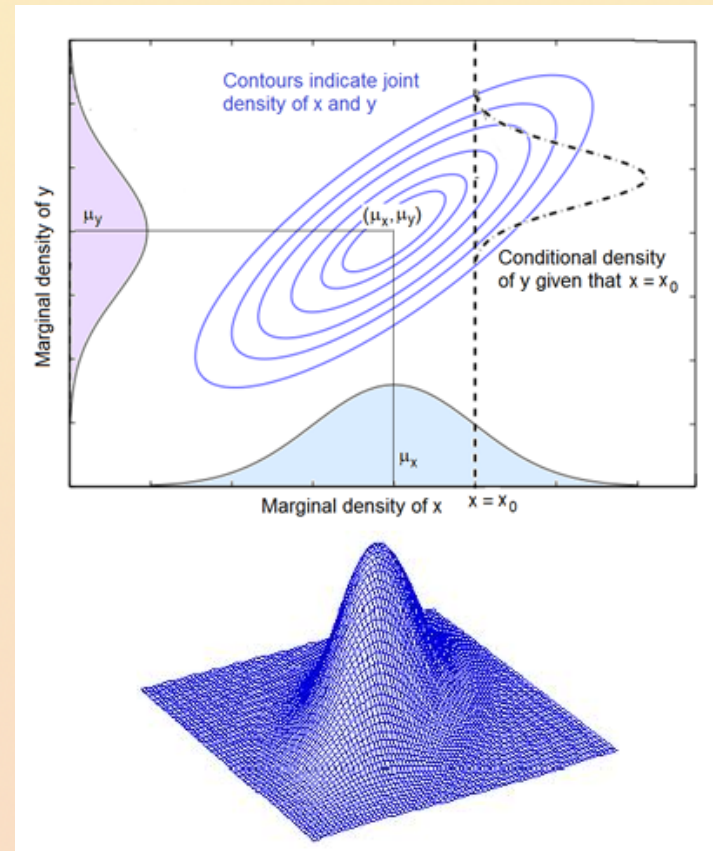 Contours indicate joint
density of x and y
Marginal density of y
μy
(μx, μy)
Conditional density
of y given that x = x0
μx
Marginal density of x
x = x0